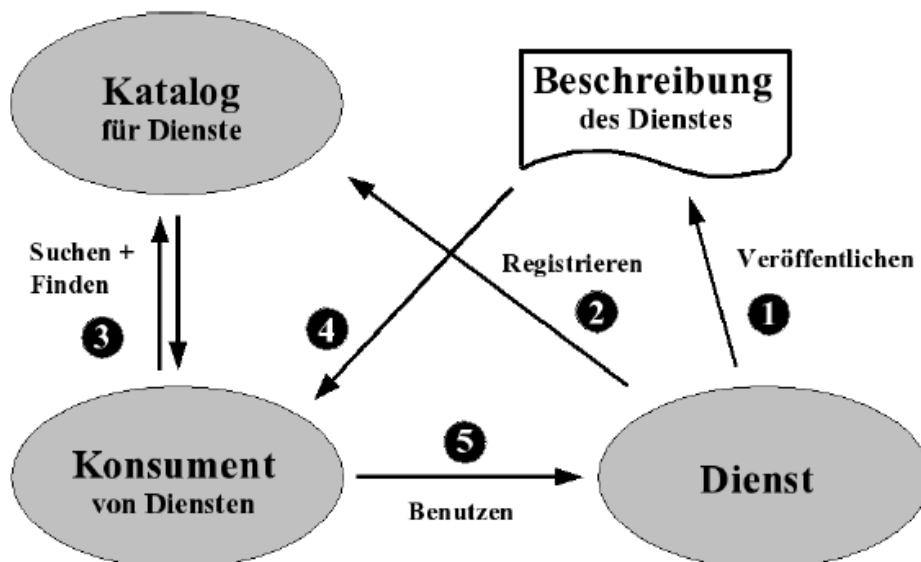 Katalog
für Dienste
Beschreibung
des Dienstes
Suchen +
Finden
3
4
Registrieren
2
Veröffentlichen
1
Konsument
von Diensten
5
Benutzen
Dienst